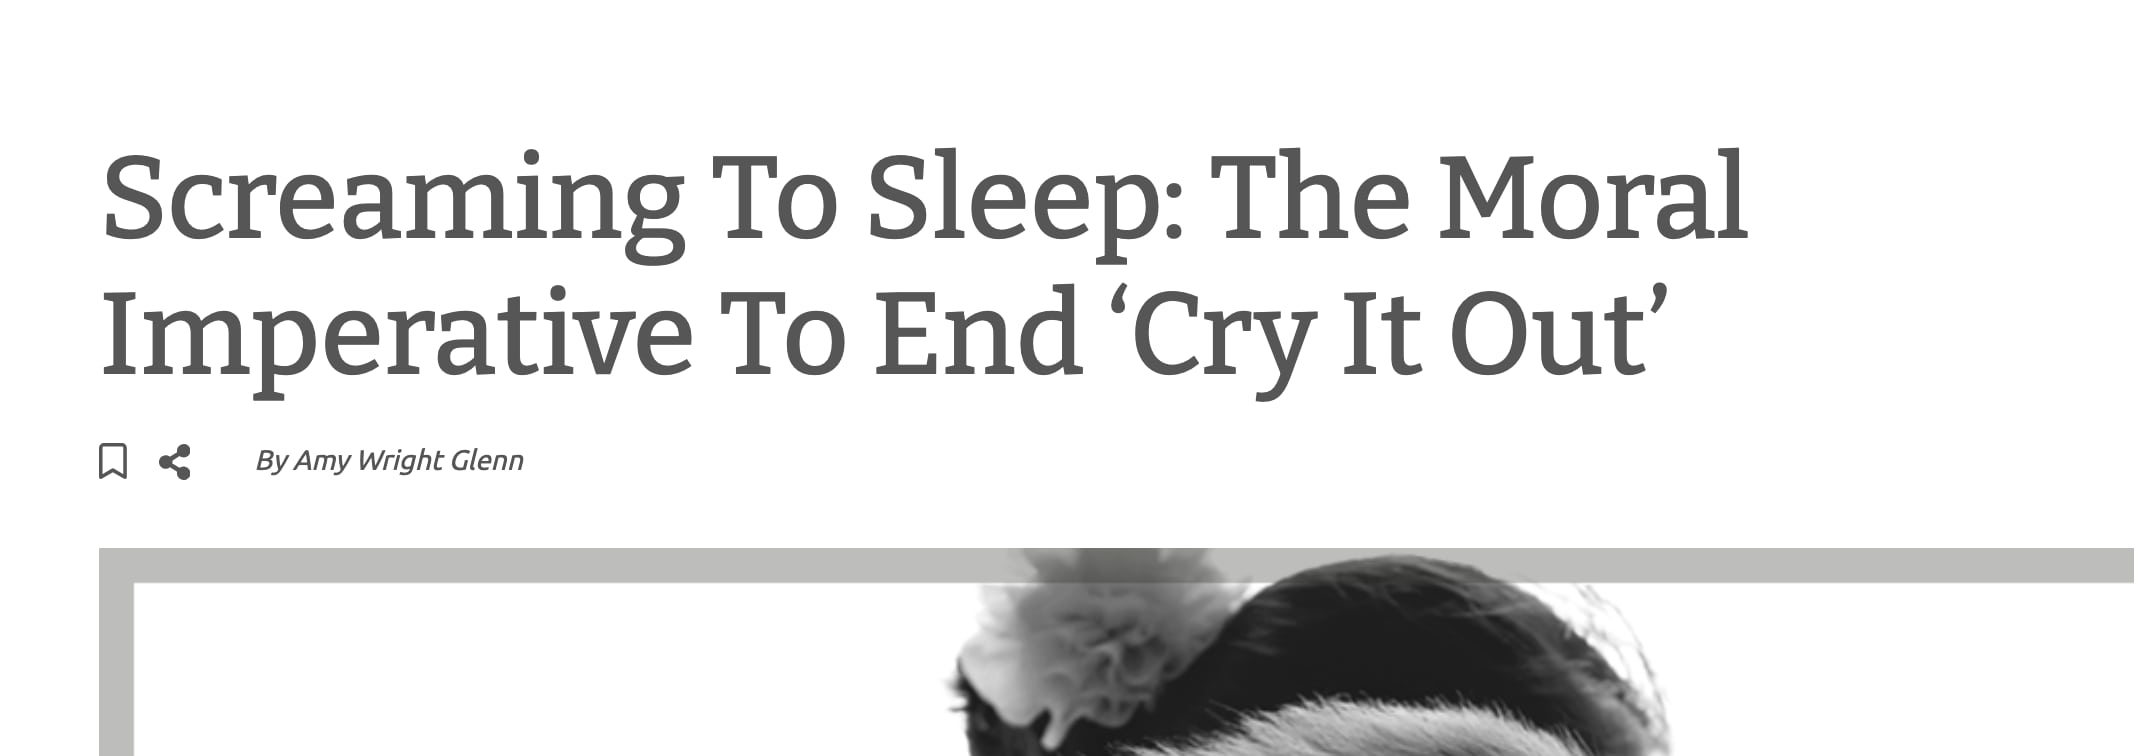 Screaming To Sleep: The Moral
Imperative To End ‘Cry It Out’
By Amy Wright Glenn